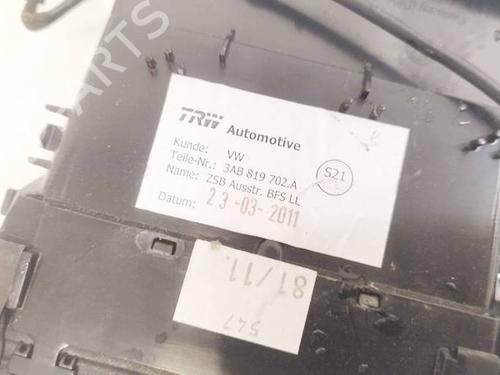 PARTS
TRW Automotive
Kunde: VW
Teile-Nr.: 3AB 819 702.A
Name: ZSB Ausstr. BFS LL
Datum: 23-03-2011
S21
81/11.
547